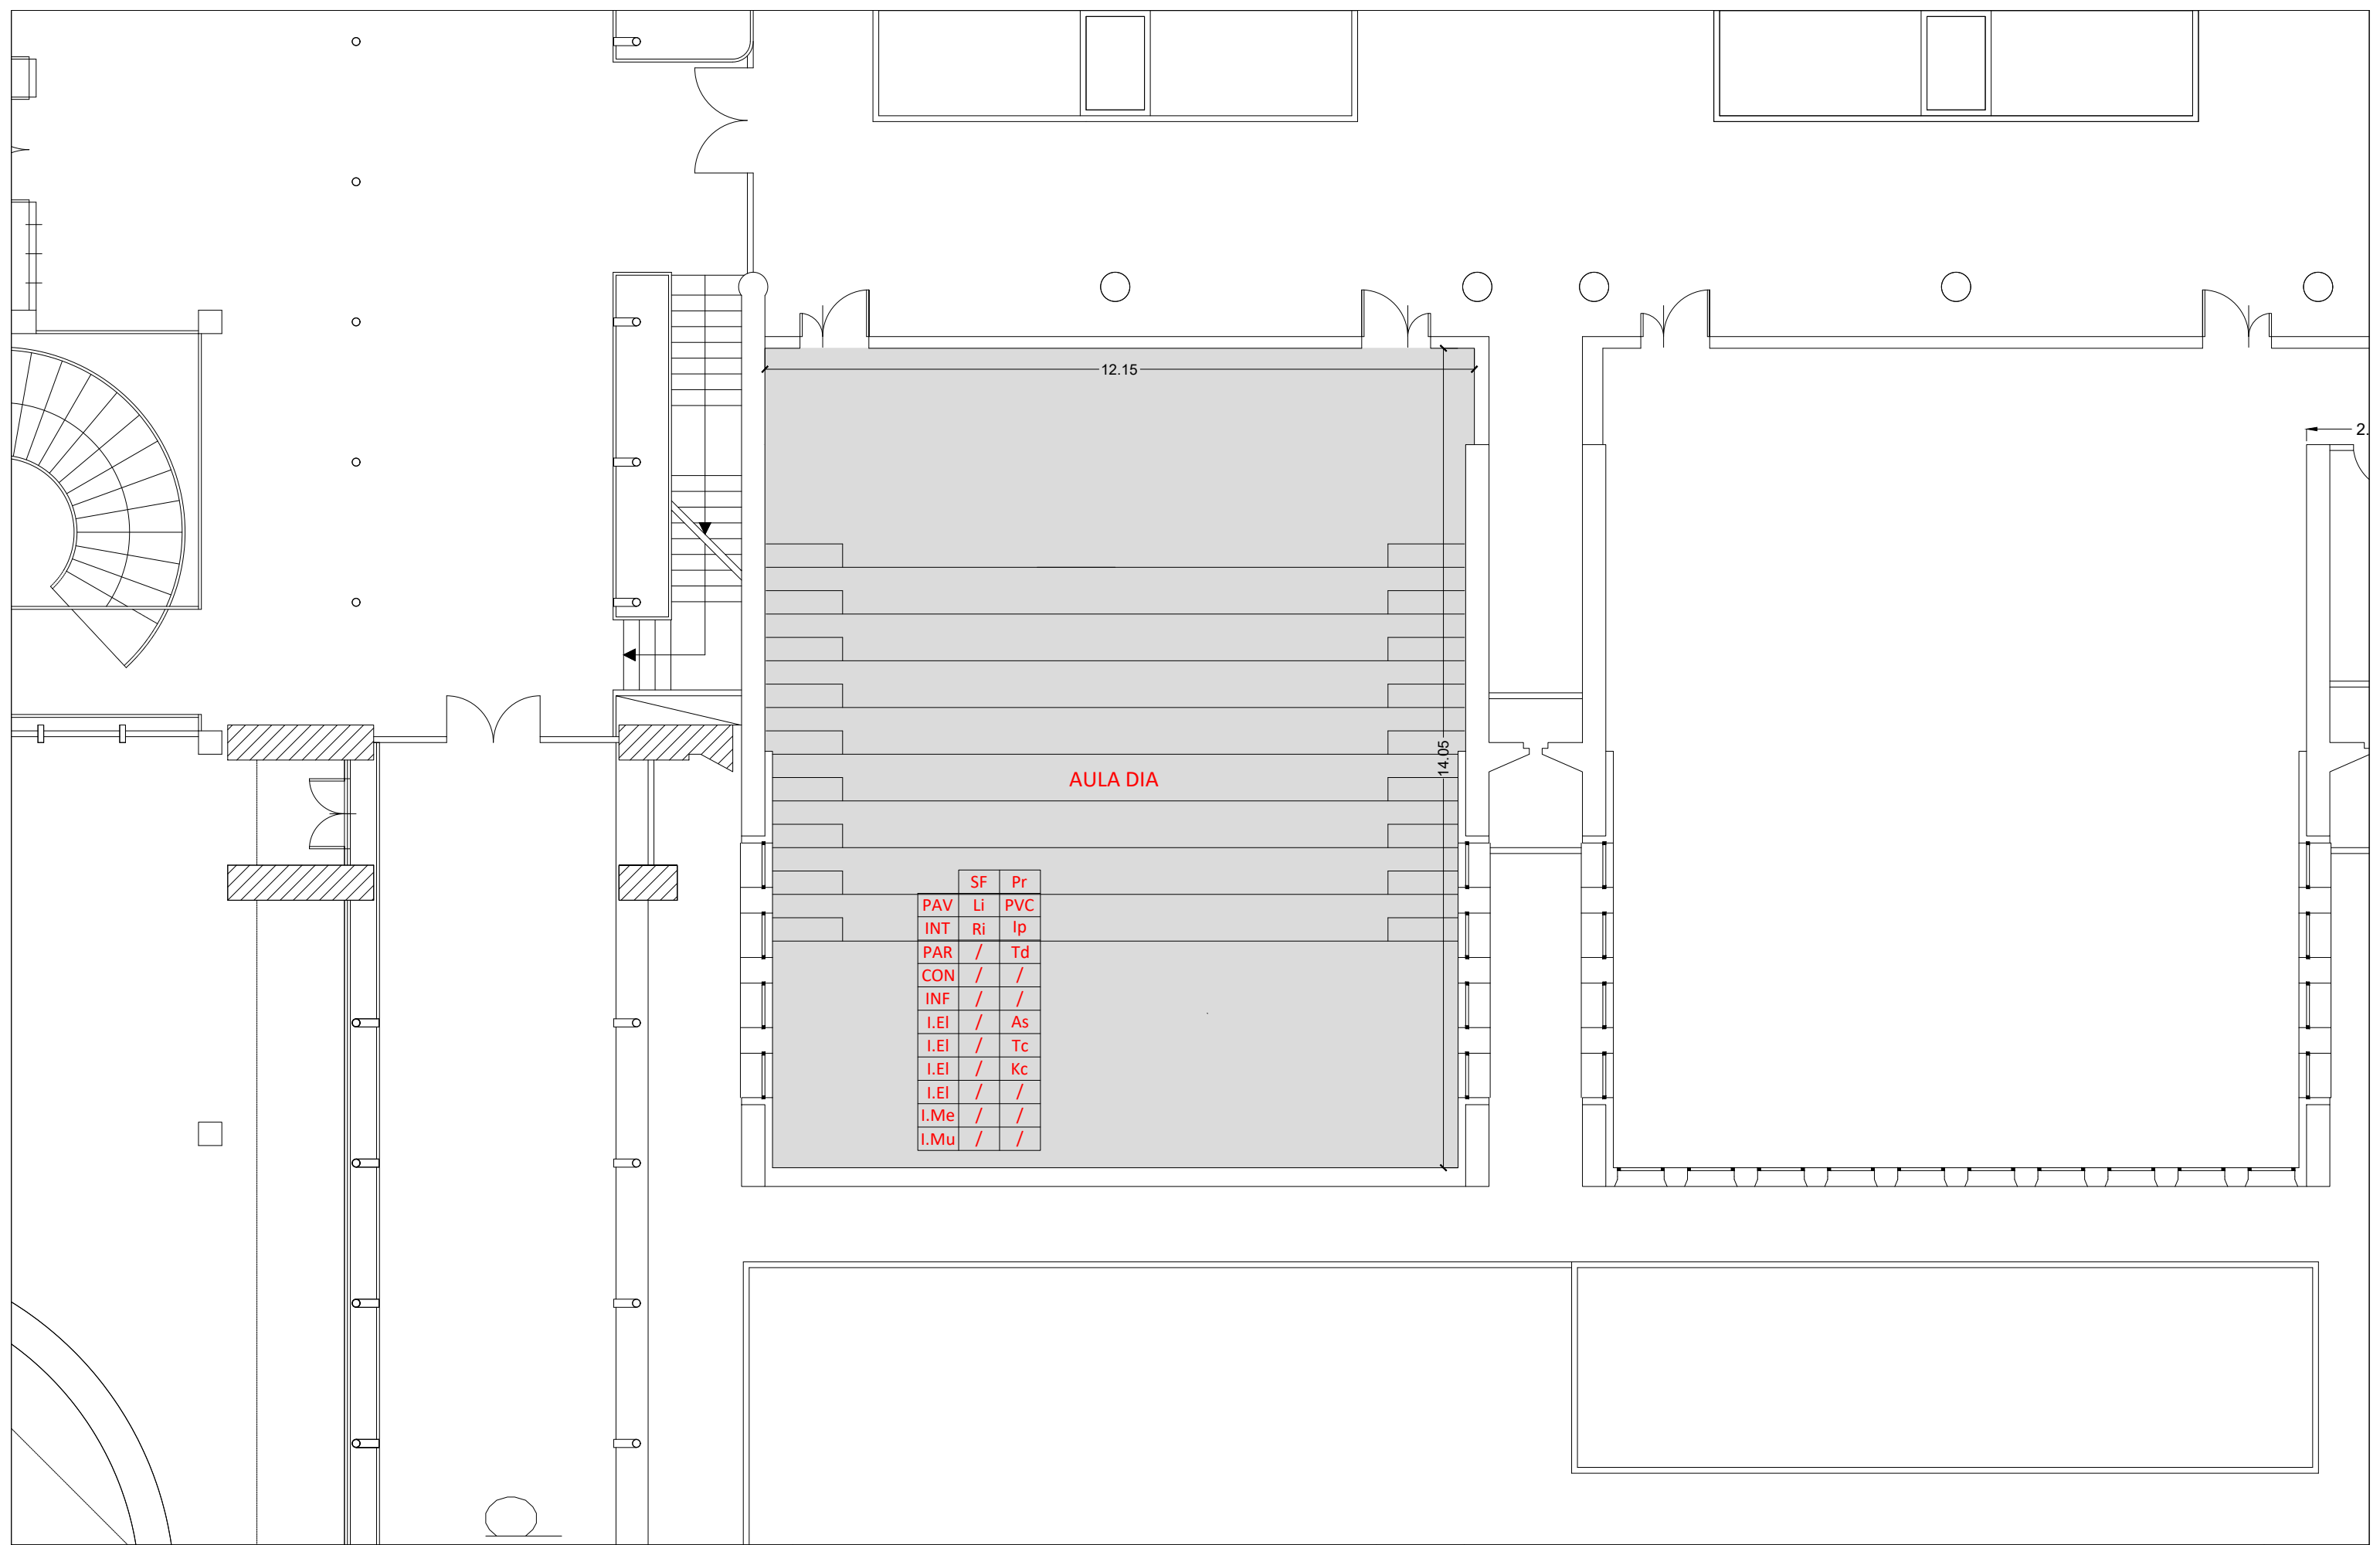 12.15
2.
14.05
AULA DIA
SF Pr
PAV Li PVC
INT Ri Ip
PAR / Td
CON / /
INF / /
I.El / As
I.El / Tc
I.El / Kc
I.El / /
I.Me / /
I.Mu / /